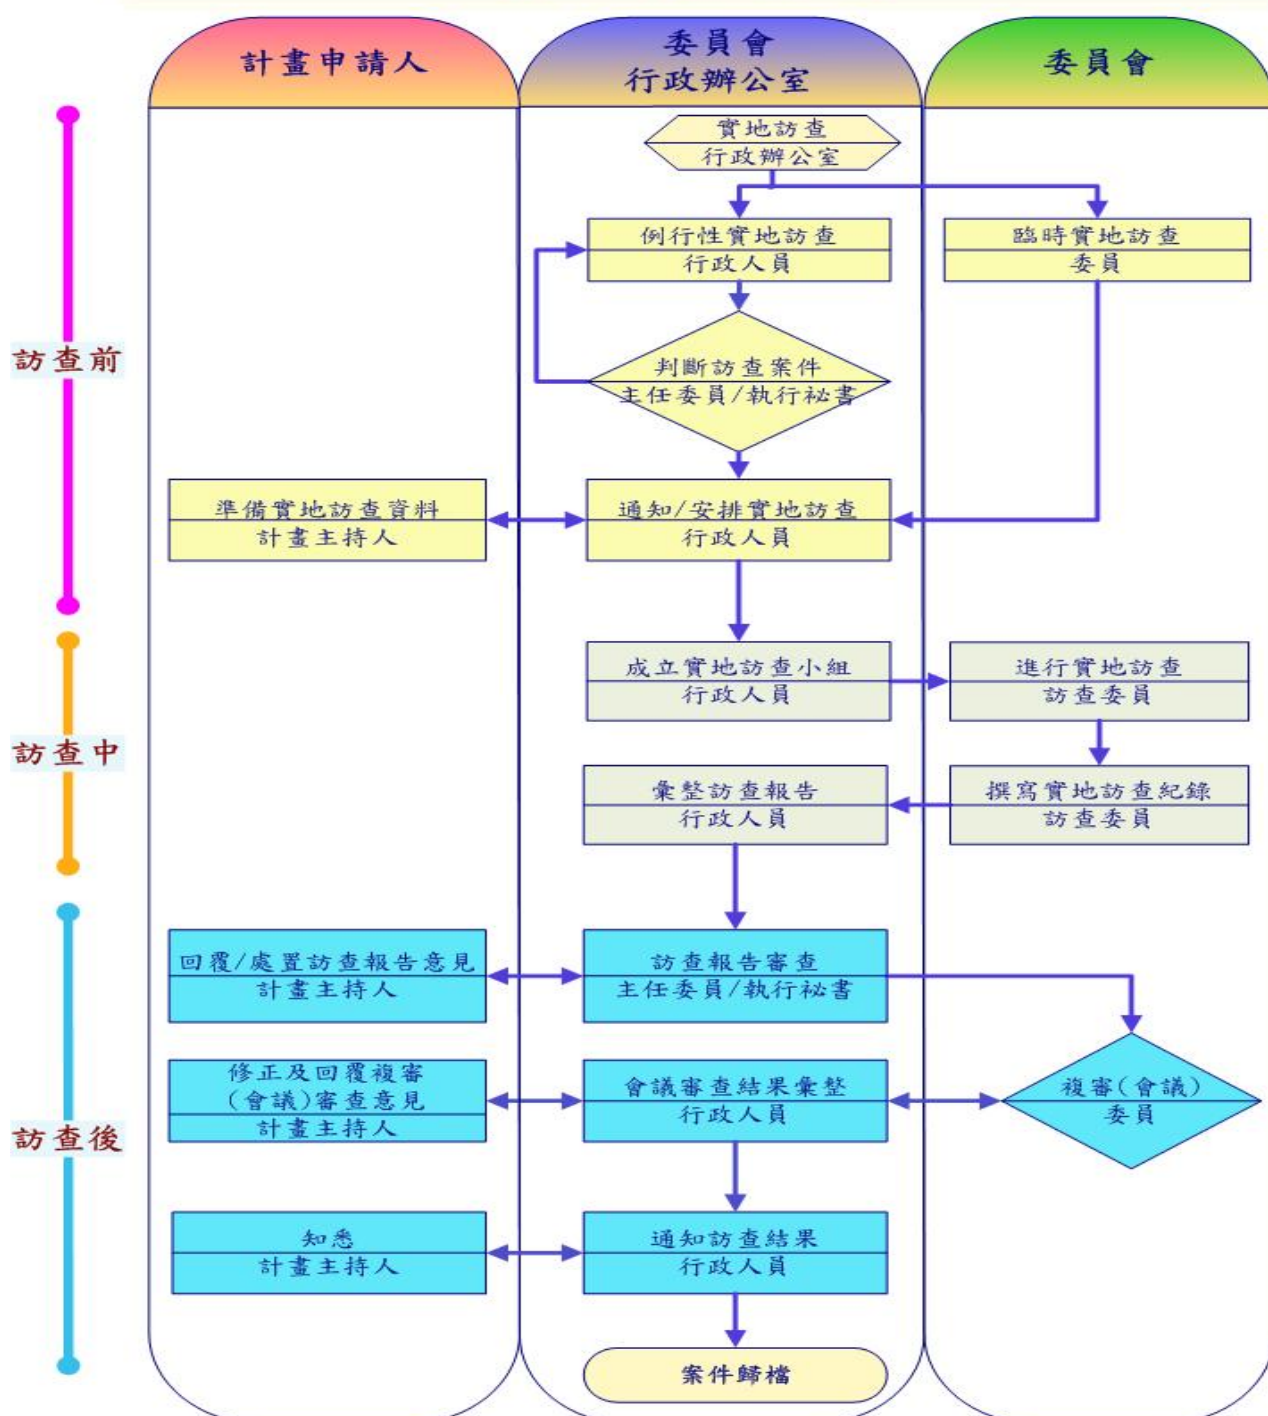 計畫申請人
委員會
行政辦公室
委員會
實地訪查
行政辦公室
例行性實地訪查
行政人員
臨時實地訪查
委員
訪查前
判斷訪查案件
主任委員/執行祕書
準備實地訪查資料
計畫主持人
通知/安排實地訪查
行政人員
成立實地訪查小組
行政人員
進行實地訪查
訪查委員
訪查中
彙整訪查報告
行政人員
撰寫實地訪查紀錄
訪查委員
回覆/處置訪查報告意見
計畫主持人
訪查報告審查
主任委員/執行祕書
訪查後
修正及回覆複審
(會議)審查意見
計畫主持人
會議審查結果彙整
行政人員
複審(會議)
委員
知悉
計畫主持人
通知訪查結果
行政人員
案件歸檔